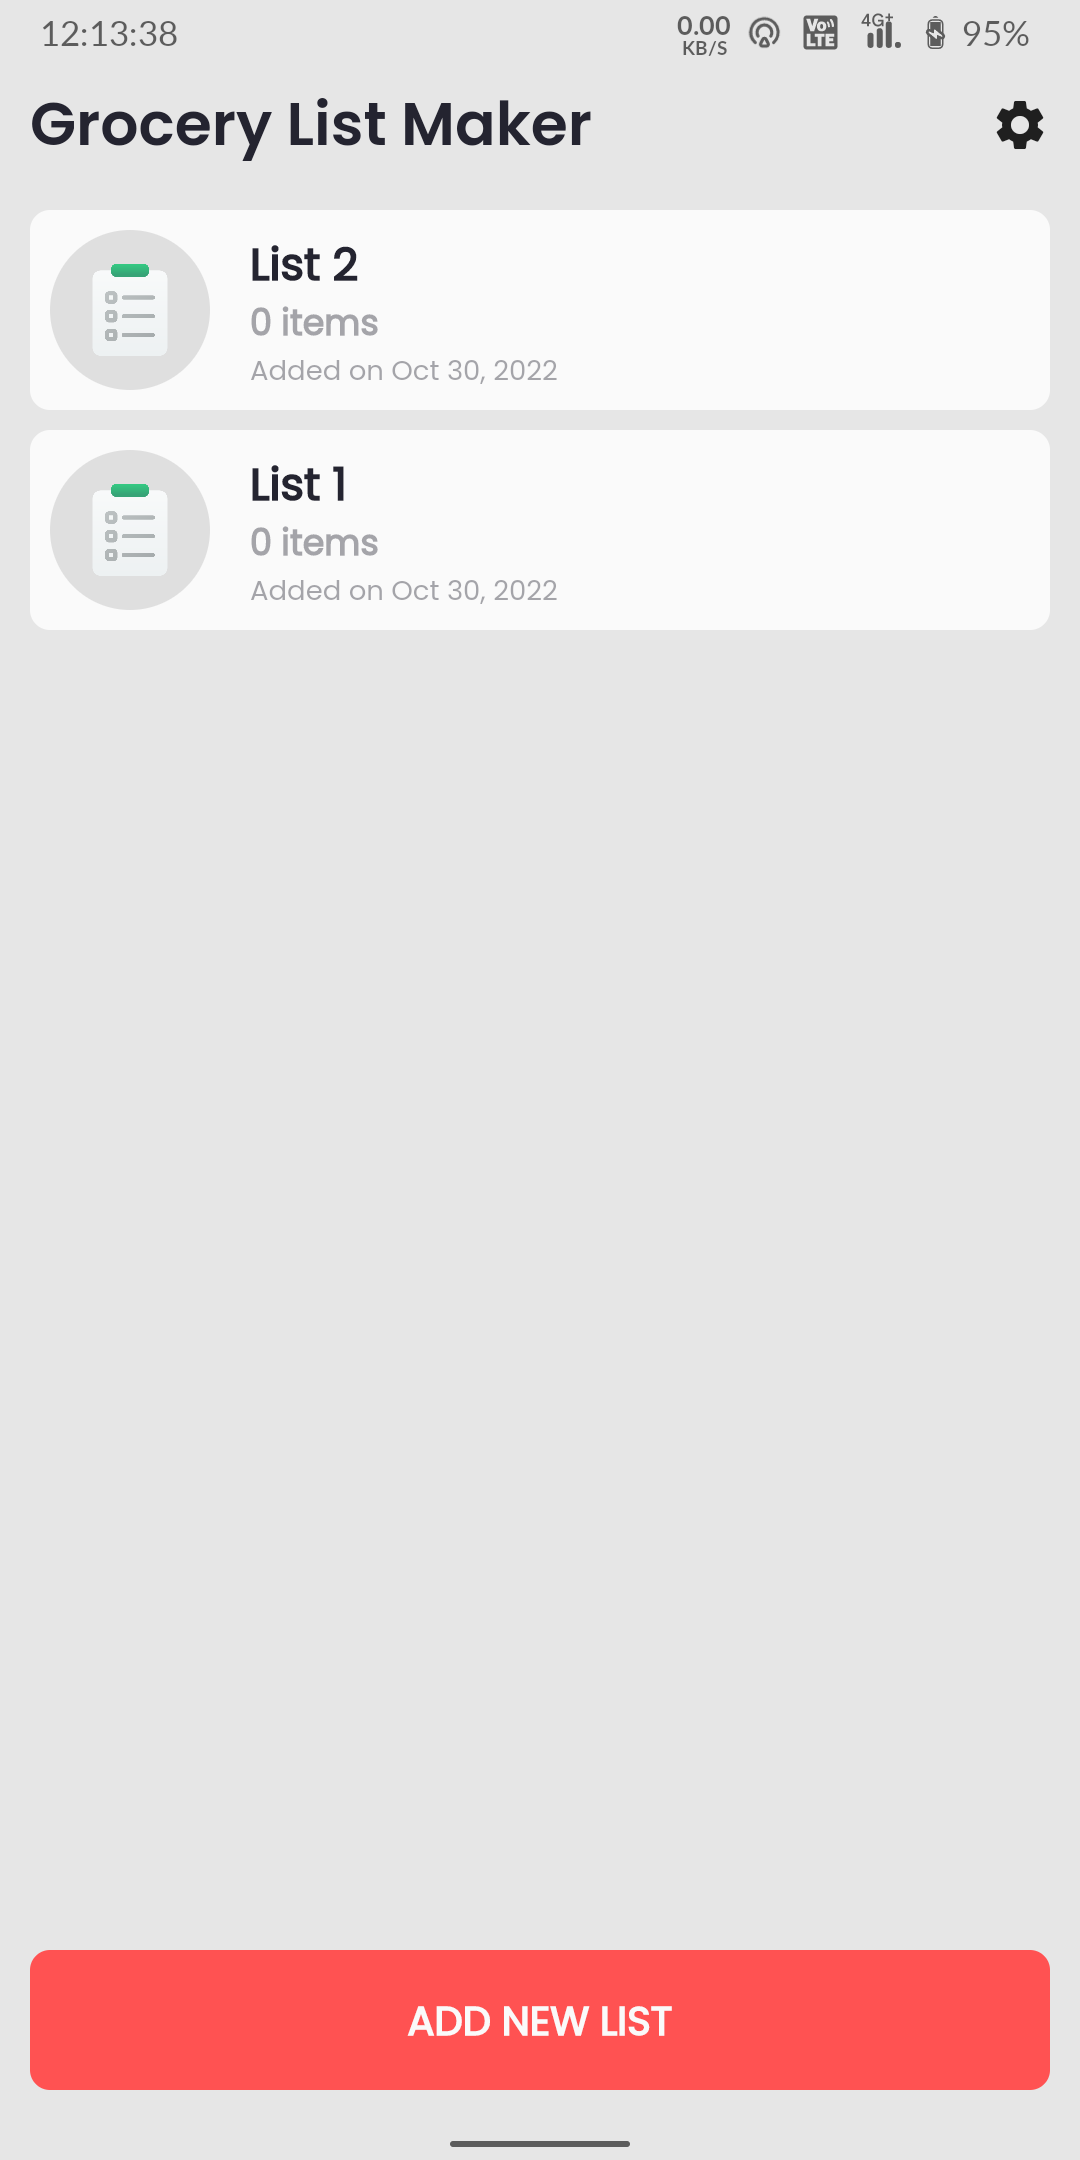 12:13:38
0.00
KB/S
Vo
LTE
4G+
95%
Grocery List Maker
List 2
0 items
Added on Oct 30, 2022
List 1
0 items
Added on Oct 30, 2022
ADD NEW LIST